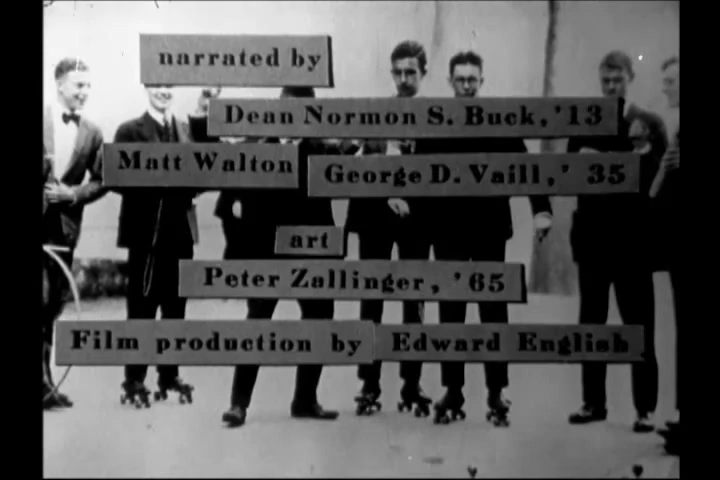 narrated by
Dean Normon S. Buck, '13
Matt Walton George D. Vaill,' 35
art
Peter Zallinger, '65
Film production by Edward English